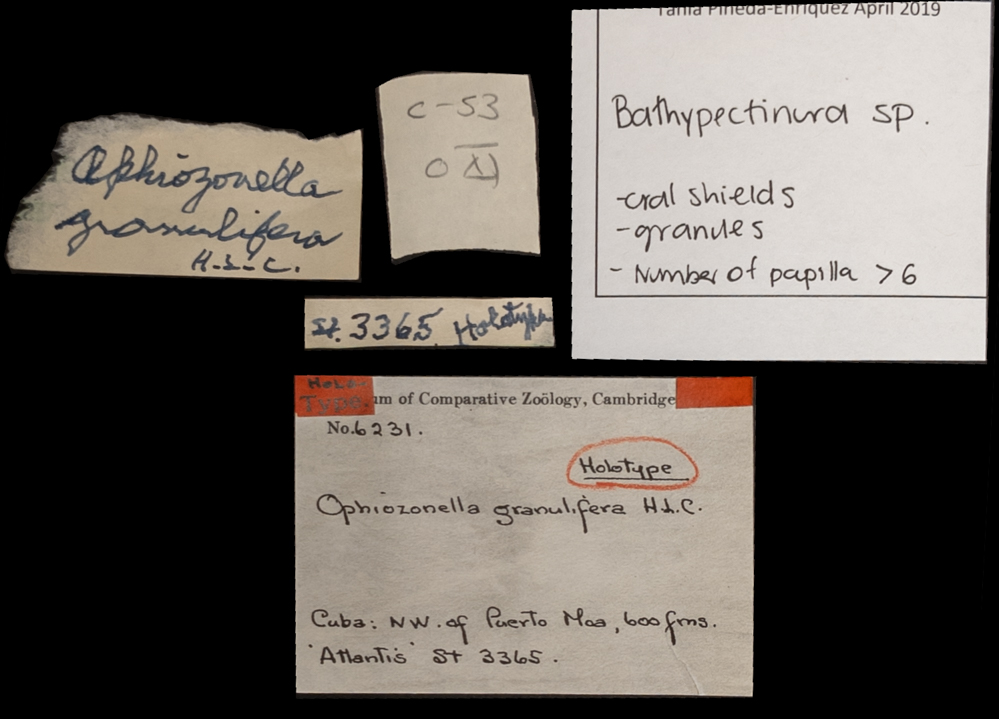 Ophiozonella
granulifera
H.L.C.
C-53
O
St. 3365 Holotype
Tania Pineda-Enríquez April 2019
Bathypectinura sp.
-oral shields
-granules
- Number of papilla >6
Holo
Type
um of Comparative Zoölogy, Cambridge
No.6231.
Holotype
Ophiozonella granulifera H.L.C.
Cuba: NW. of Puerto Moa, 600 fms.
'Atlantis' St 3365.